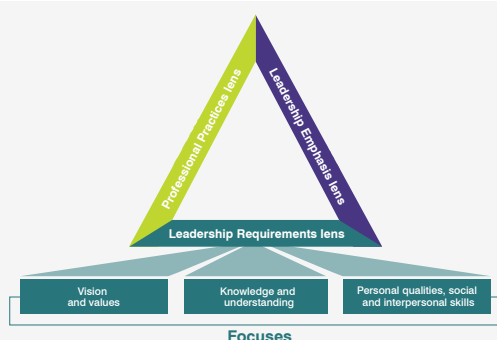 Professional Practices lens
Leadership Emphasis lens
Leadership Requirements lens
Vision
and values
Knowledge and
understanding
Personal qualities, social
and interpersonal skills
Focuses